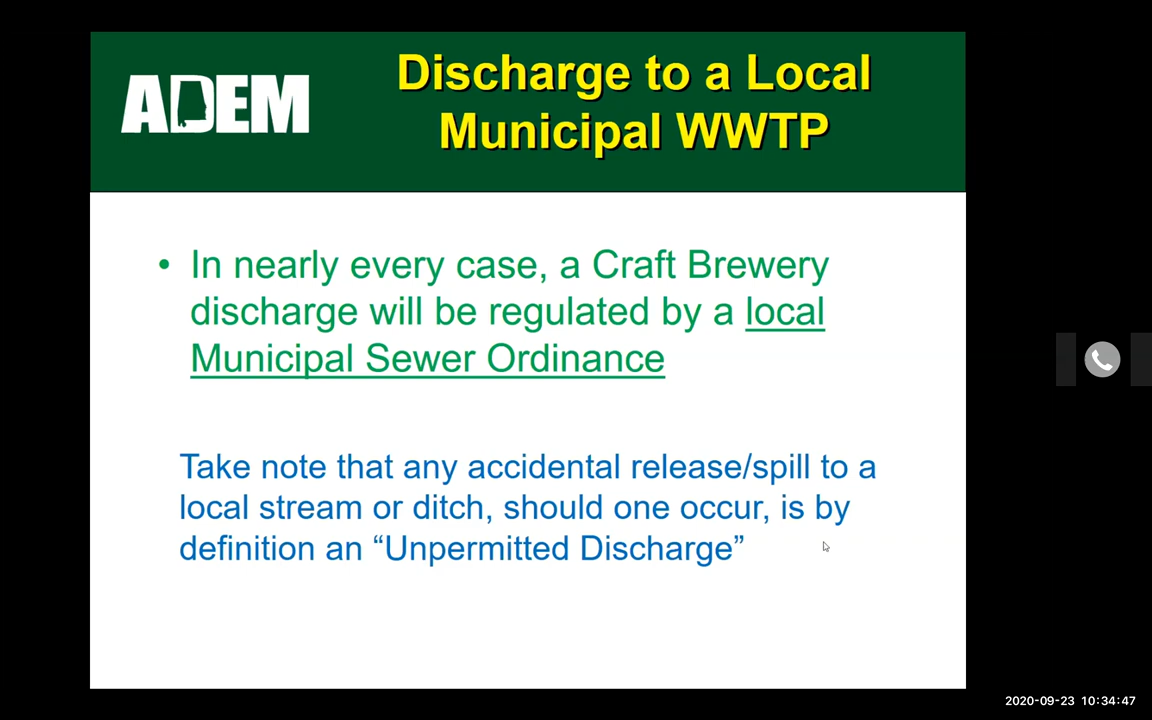 ADEM
Discharge to a Local
Municipal WWTP
• In nearly every case, a Craft Brewery
discharge will be regulated by a local
Municipal Sewer Ordinance
Take note that any accidental release/spill to a
local stream or ditch, should one occur, is by
definition an “Unpermitted Discharge”
2020-09-23 10:34:47